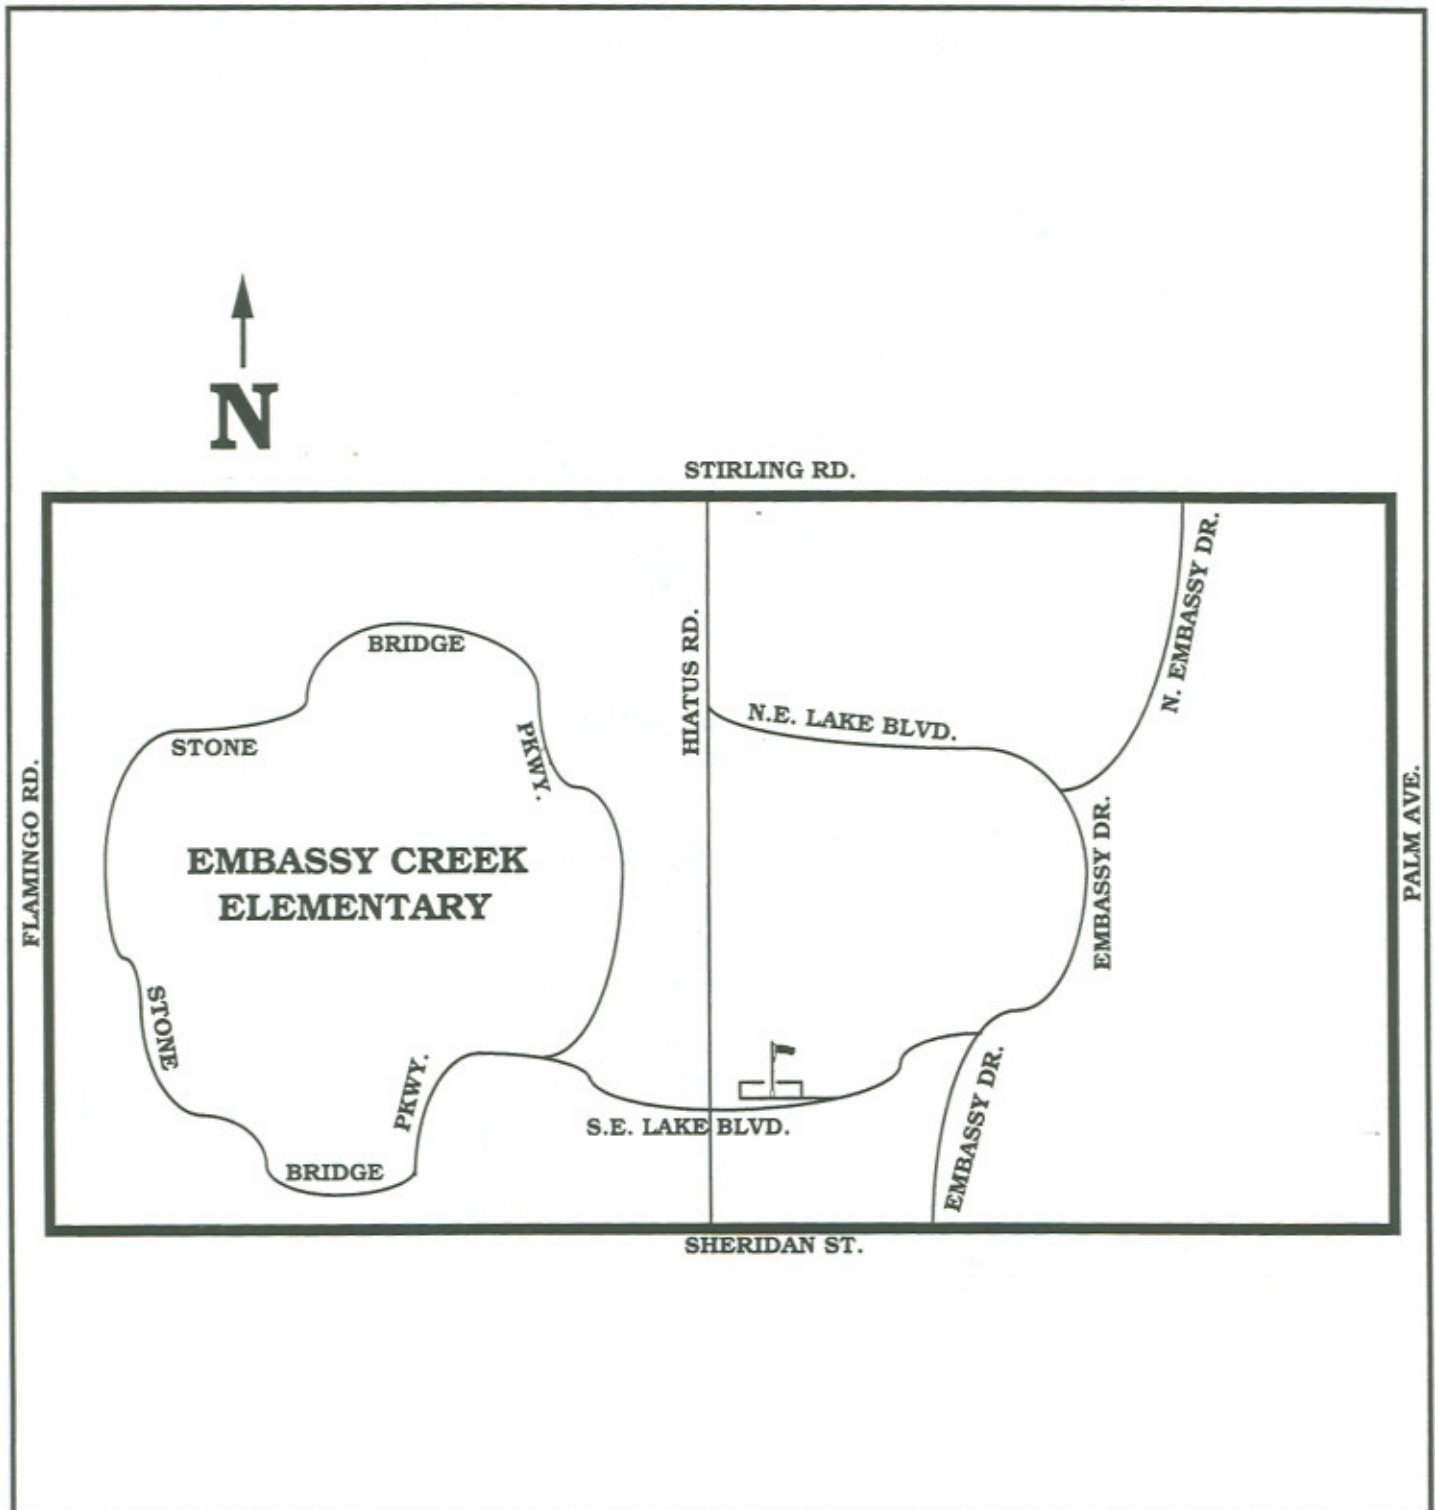 N
STIRLING RD.
N. EMBASSY DR.
HIATUS RD.
BRIDGE
N.E. LAKE BLVD.
STONE
PKWY.
FLAMINGO RD.
EMBASSY DR.
PALM AVE.
EMBASSY CREEK
ELEMENTARY
STONE
PKWY.
EMBASSY DR.
S.E. LAKE BLVD.
BRIDGE
SHERIDAN ST.